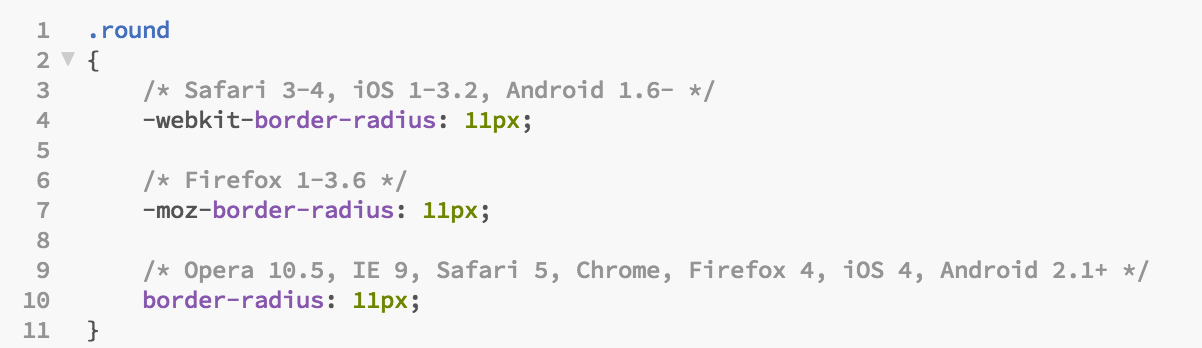 1 .round
2 ▼ {
3 /* Safari 3-4, iOS 1-3.2, Android 1.6- */
4 -webkit-border-radius: 11px;
5
6 /* Firefox 1-3.6 */
7 -moz-border-radius: 11px;
8
9 /* Opera 10.5, IE 9, Safari 5, Chrome, Firefox 4, iOS 4, Android 2.1+ */
10 border-radius: 11px;
11 }